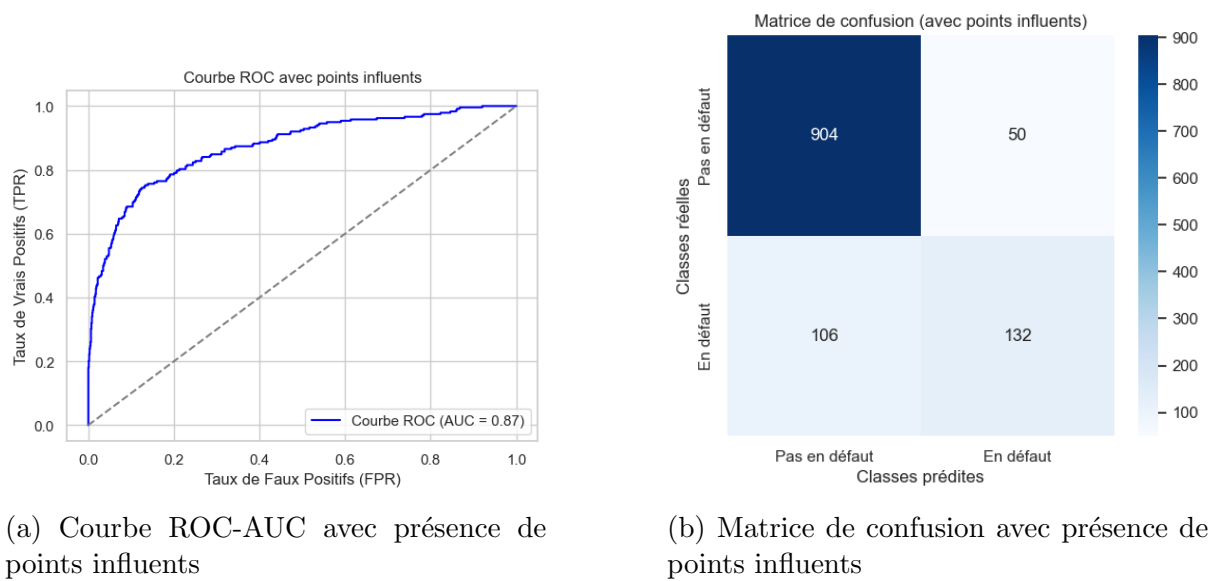 Courbe ROC avec points influents
1.0
0.8
0.6
0.4
0.2
0.0
Taux de Vrais Positifs (TPR)
Courbe ROC (AUC = 0.87)
0.0 0.2 0.4 0.6 0.8 1.0
Taux de Faux Positifs (FPR)
(a) Courbe ROC-AUC avec présence de
points influents
Matrice de confusion (avec points influents)
Classes réelles
Pas en défaut
904 50
En défaut
106 132
Pas en défaut En défaut
Classes prédites
900
800
700
600
500
400
300
200
100
(b) Matrice de confusion avec présence de
points influents